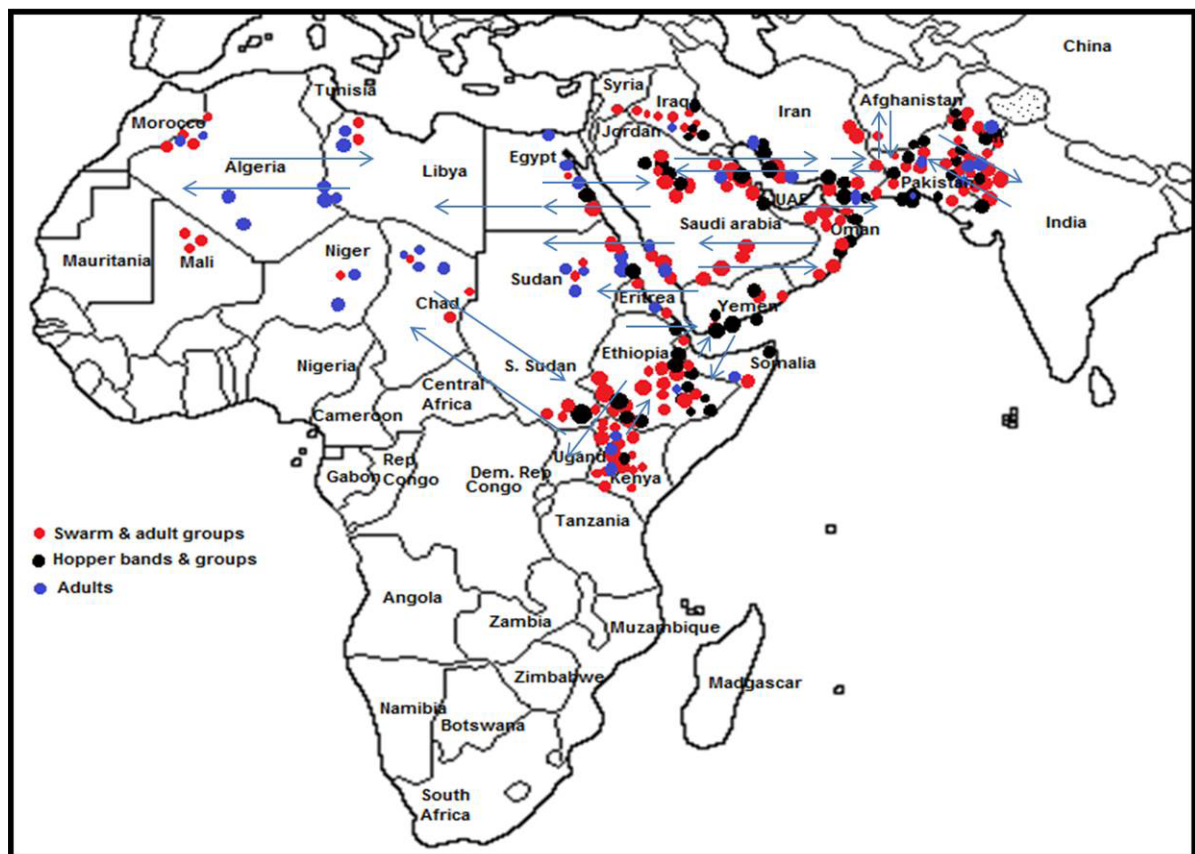 China
Syria
Tunisia
Iraq
Iran
Afghanistan
Morocco
Jordan
Egypt
Algeria
Libya
Pakistan
UAE
Saudi arabia
India
Oman
Mauritania
Mali
Niger
Sudan
Chad
Eritrea
Yemen
Nigeria
S. Sudan
Ethiopia
Somalia
Central
Africa
Cameroon
Uganda
Gabon
Rep
Congo
Dem. Rep
Congo
Kenya
Tanzania
Swarm & adult groups
Hopper bands & groups
Adults
Angola
Zambia
Muzambique
Zimbabwe
Madgascar
Namibia
Botswana
South
Africa